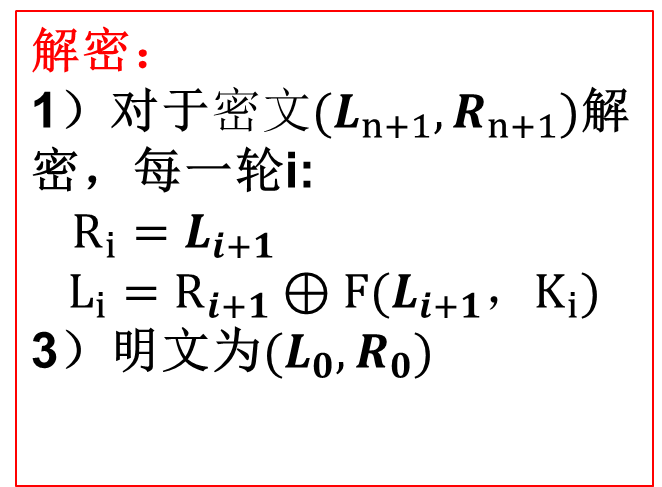 解密：
1）对于密文(𝑳ₙ₊₁, 𝑹ₙ₊₁)解
密，每一轮i:
Rᵢ = 𝑳ᵢ₊₁
Lᵢ = Rᵢ₊₁ ⊕ F(𝑳ᵢ₊₁，Kᵢ)
3）明文为(𝑳₀, 𝑹₀)